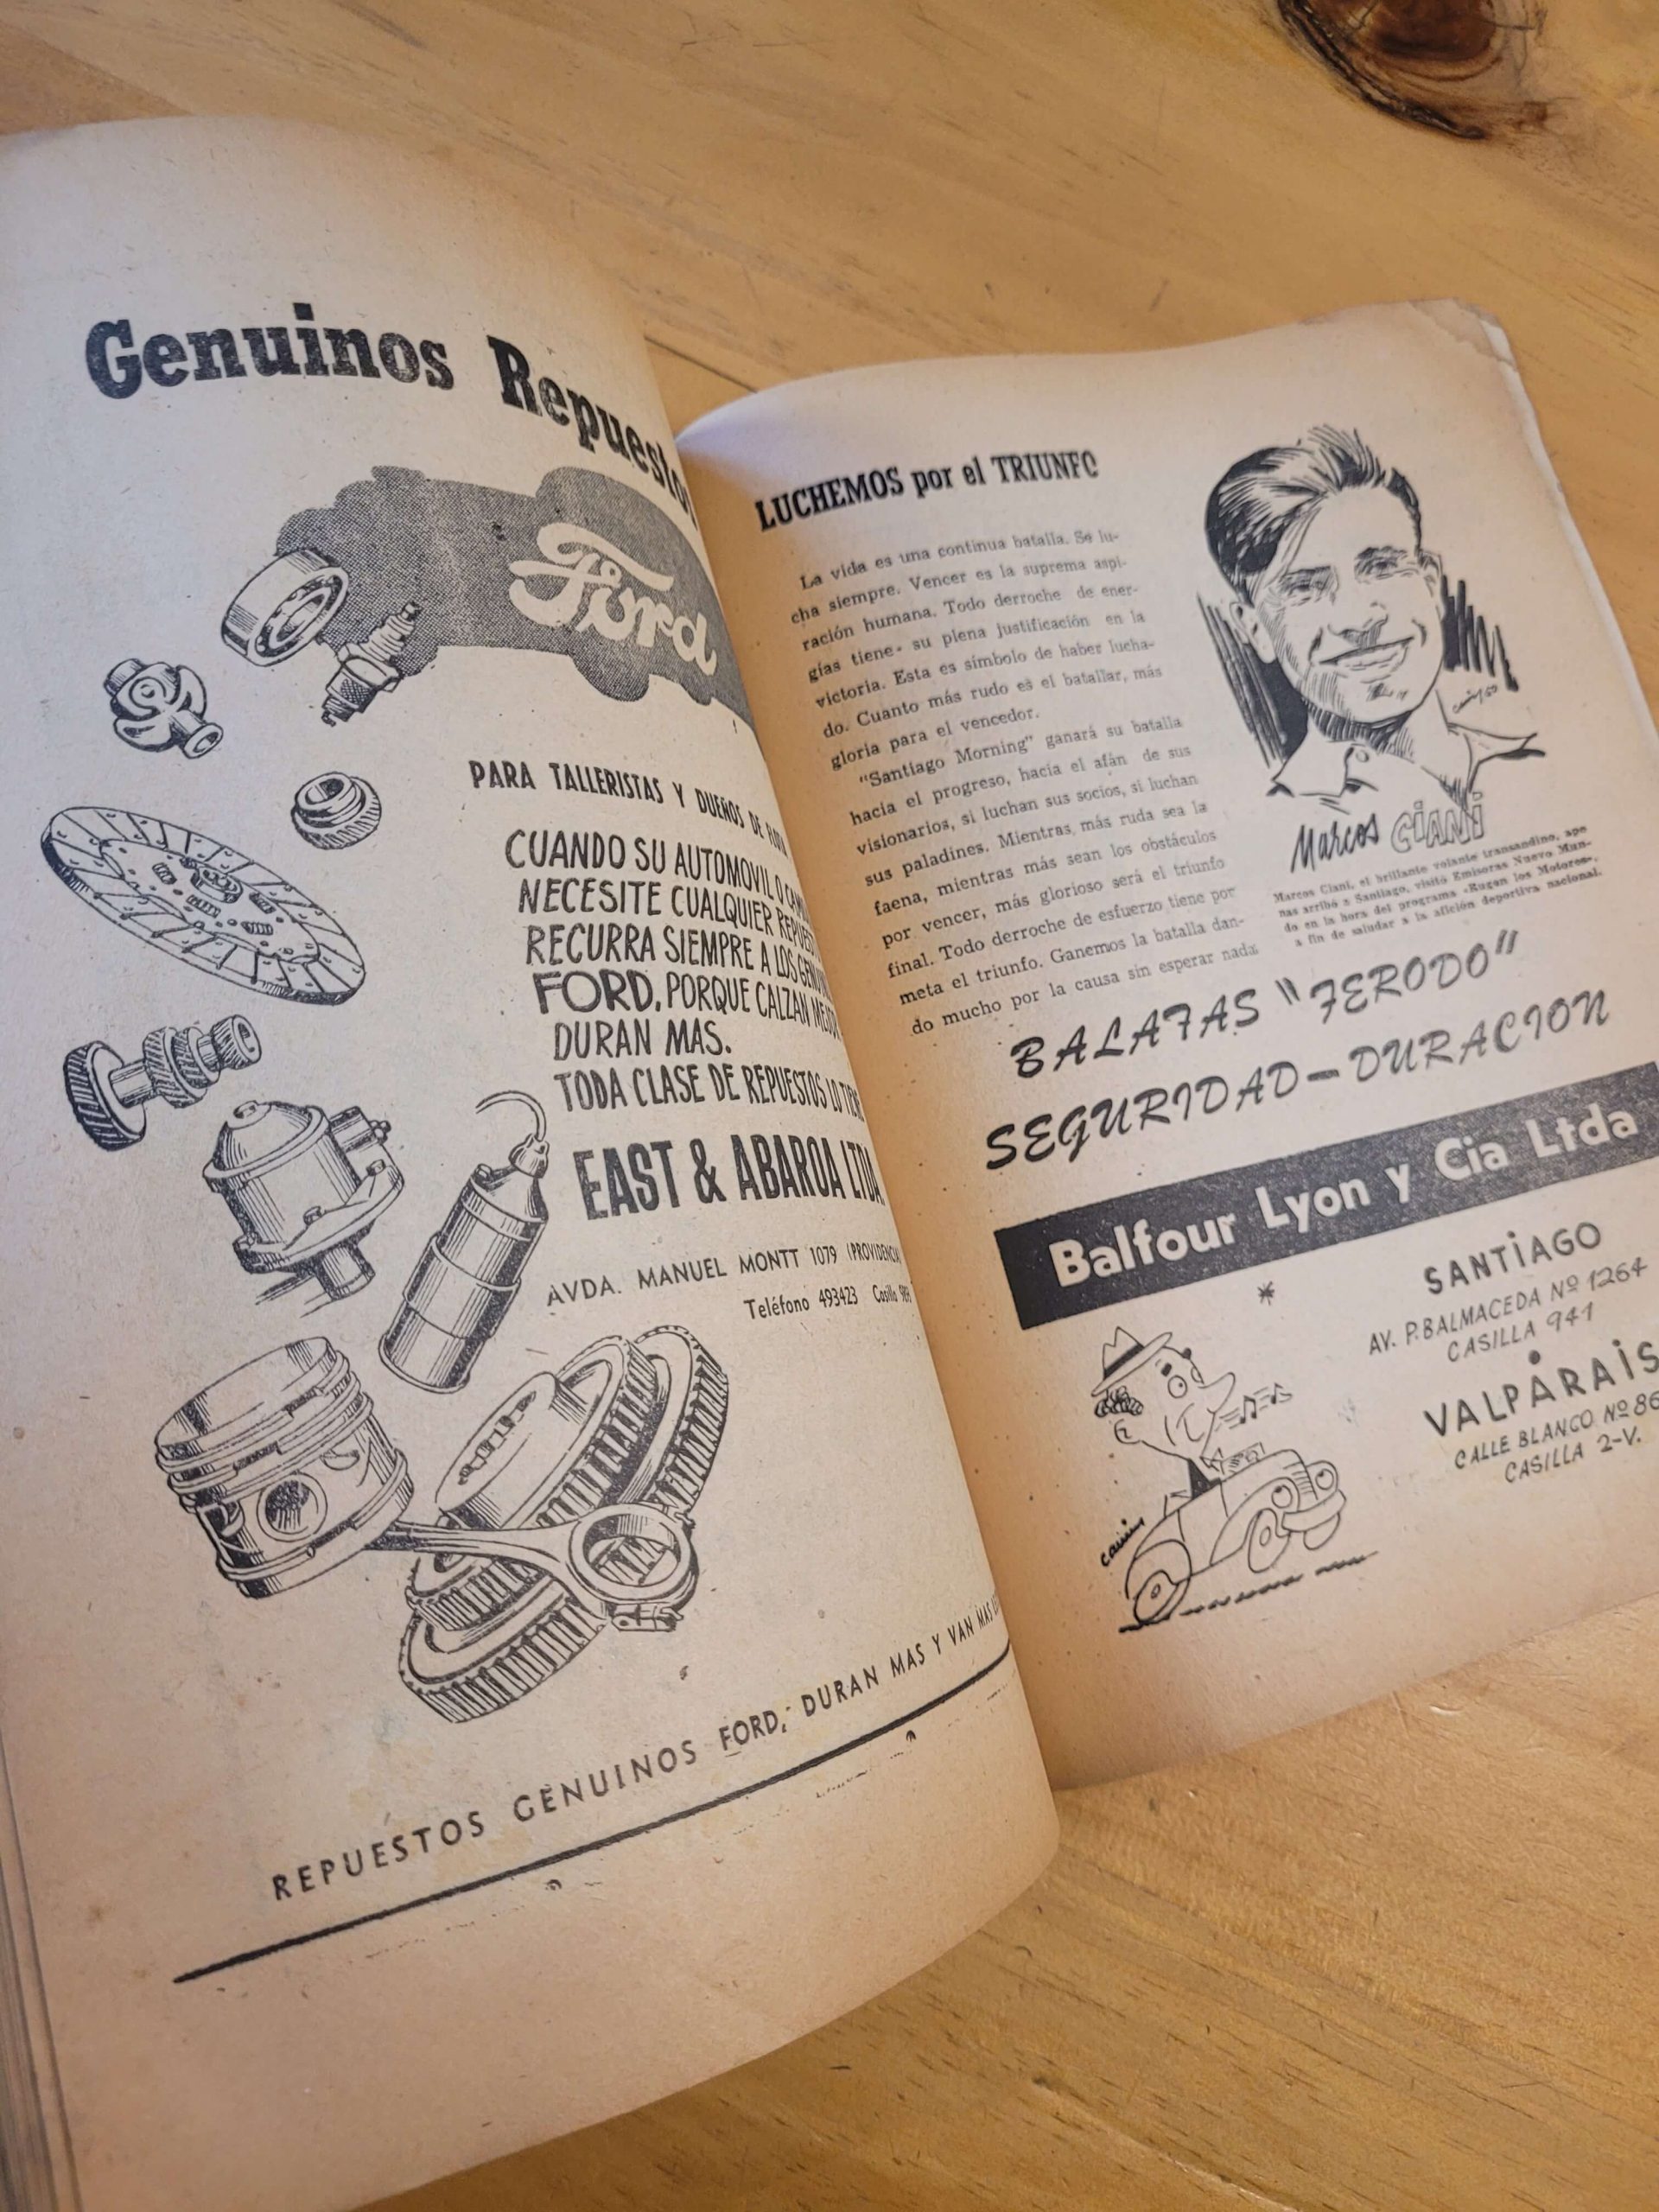 Genuinos Repuestos
Ford
PARA TALLERISTAS Y DUEÑOS DE FORD
CUANDO SU AUTOMOVIL O
NECESITE CUALQUIER REPUESTO
RECURRA SIEMPRE A LOS GENUINOS
FORD, PORQUE CALZAN MEJOR
DURAN MAS.
TODA CLASE DE REPUESTOS LO TIENE
EAST & ABAROA LTDA.
AVDA. MANUEL MONTT 1079 (PROVIDENCIA)
Teléfono 493423 Casilla
REPUESTOS GENUINOS FORD, DURAN MAS Y VAN MAS
LUCHEMOS por el TRIUNFO
La vida es una continua batalla. Se lu-
cha siempre. Vencer es la suprema aspi-
ración humana. Todo derroche de ener-
gías tiene su plena justificación en la
victoria. Esta es símbolo de haber lucha-
do. Cuanto más rudo es el batallar, más
gloria para el vencedor.
"Santiago Morning" ganará su batalla
hacia el progreso, hacia el afán de sus
visionarios, si luchan sus socios, si luchan
sus paladines. Mientras más ruda sea la
faena, mientras más sean los obstáculos
por vencer, más glorioso será el triunfo
final. Todo derroche de esfuerzo tiene por
meta el triunfo. Ganemos la batalla dan-
do mucho por la causa sin esperar nada.
Marcos CIANI
Marcos Ciani, el brillante volante transandino, ape
nas arribó a Santiago, visitó Emisoras Nuevo Mun-
do en la hora del programa «Rugen los Motores»,
a fin de saludar a la afición deportiva nacional.
BALATAS "FERODO"
SEGURIDAD-DURACION
Balfour Lyon y Cia Ltda
SANTIAGO
AV. P. BALMACEDA Nº 1264
CASILLA 941
VALPARAIS
CALLE BLANCO Nº 86
CASILLA 2-V.